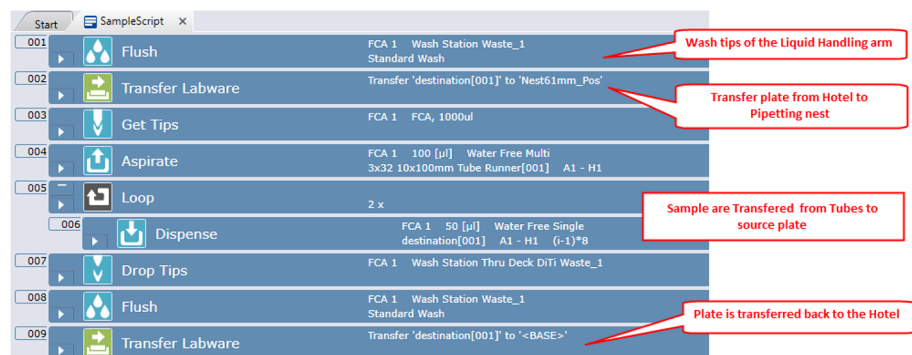 Start
SampleScript ×
001
Flush
FCA 1 Wash Station Waste_1
Standard Wash
Wash tips of the Liquid Handling arm
002
Transfer Labware
Transfer 'destination[001]' to 'Nest61mm_Pos'
Transfer plate from Hotel to
Pipetting nest
003
Get Tips
FCA 1 FCA, 1000ul
004
Aspirate
FCA 1 100 [µl] Water Free Multi
3x32 10x100mm Tube Runner[001] A1 - H1
005
Loop
2 x
Sample are Transfered from Tubes to
source plate
006
Dispense
FCA 1 50 [µl] Water Free Single
destination[001] A1 - H1 (i-1)*8
007
Drop Tips
FCA 1 Wash Station Thru Deck DiTi Waste_1
008
Flush
FCA 1 Wash Station Waste_1
Standard Wash
Plate is transferred back to the Hotel
009
Transfer Labware
Transfer 'destination[001]' to '<BASE>'